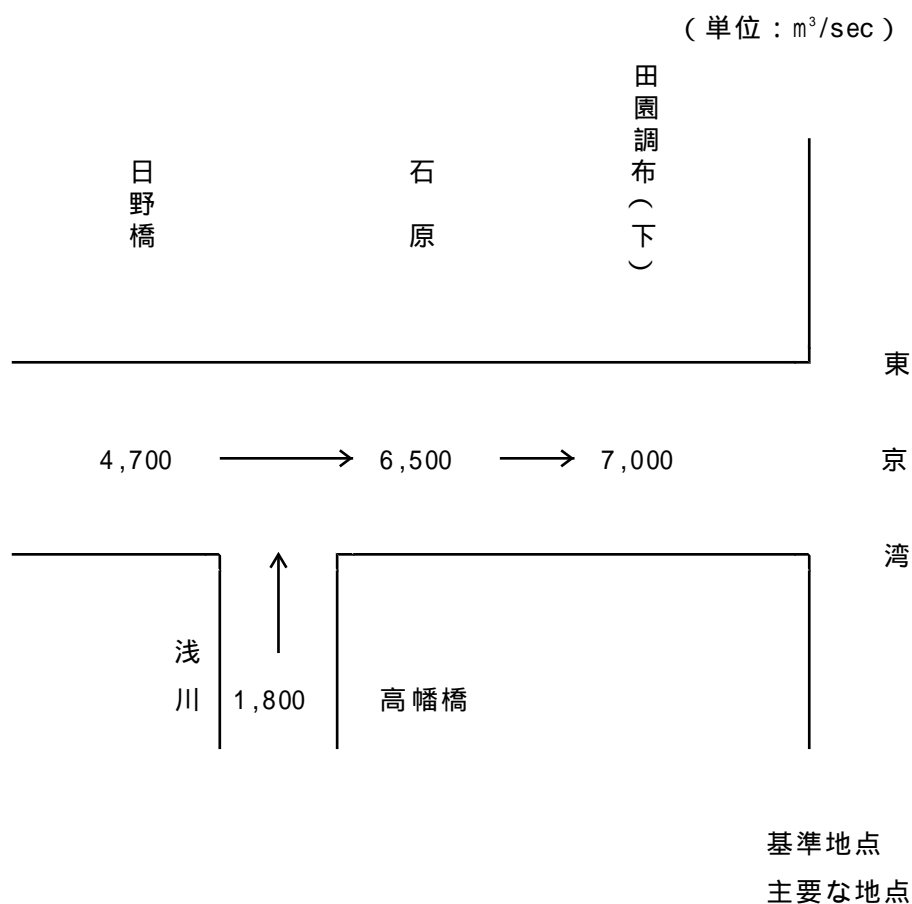 (単位:m³/sec)
日野橋
石原
田園調布(下)
東京湾
4,700
6,500
7,000
浅川
1,800
高幡橋
基準地点
主要な地点